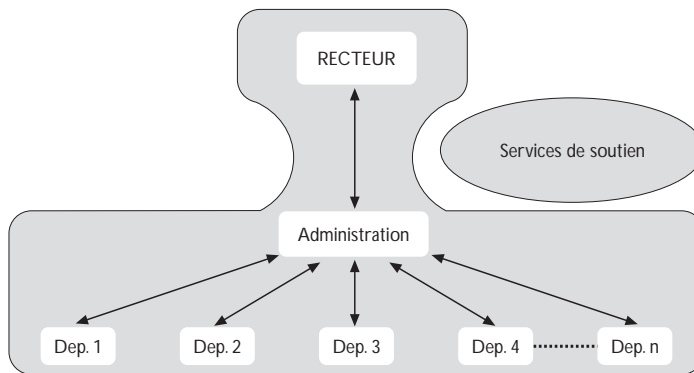 RECTEUR
Services de soutien
Administration
Dep. 1
Dep. 2
Dep. 3
Dep. 4
Dep. n